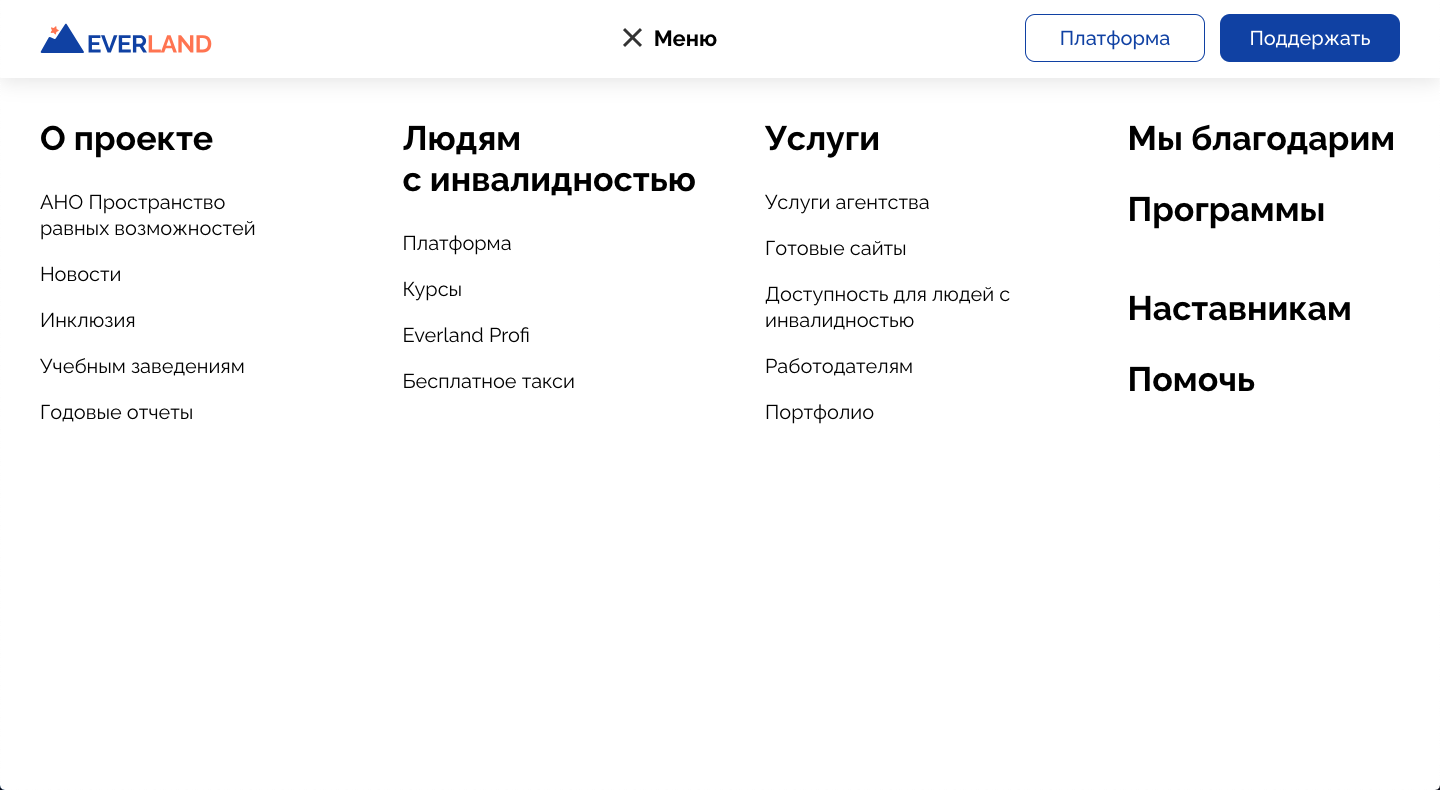 EVERLAND
Меню
Платформа
Поддержать
О проекте
АНО Пространство
равных возможностей
Новости
Инклюзия
Учебным заведениям
Годовые отчеты
Людям
с инвалидностью
Платформа
Курсы
Everland Profi
Бесплатное такси
Услуги
Услуги агентства
Готовые сайты
Доступность для людей с
инвалидностью
Работодателям
Портфолио
Мы благодарим
Программы
Наставникам
Помочь